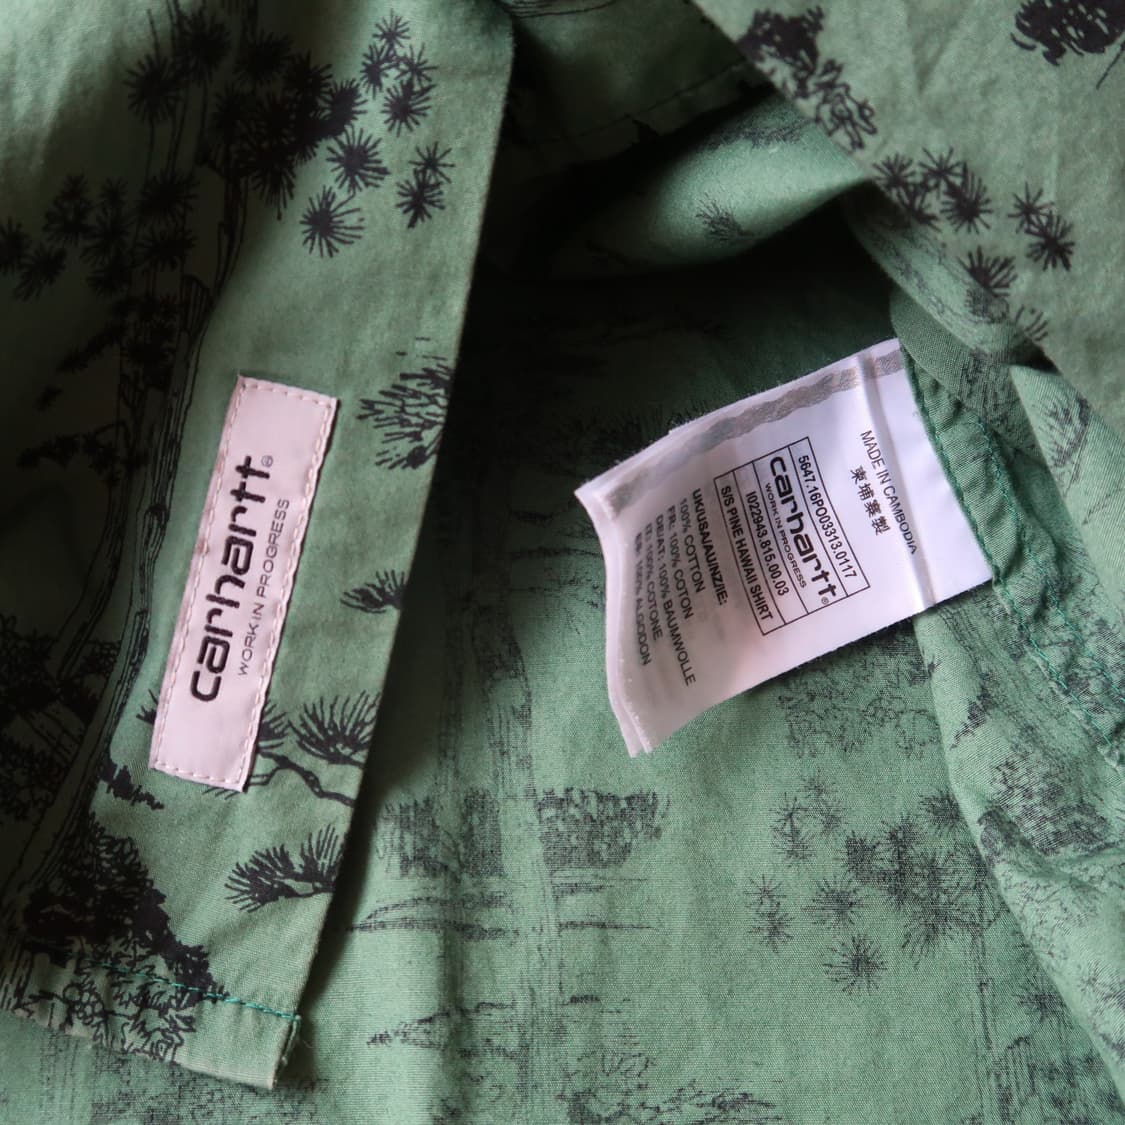 carhartt®
WORK IN PROGRESS
MADE IN CAMBODIA
柬埔寨製
5647.16PO03313.0117
carhartt®
WORK IN PROGRESS
I022943.815.00.03
S/S PINE HAWAII SHIRT
UK/USA/AU/NZ/IE:
100% COTTON
FR: 100% COTON
DE/AT: 100% BAUMWOLLE
IT: 100% COTONE
ES: 100% ALGODON